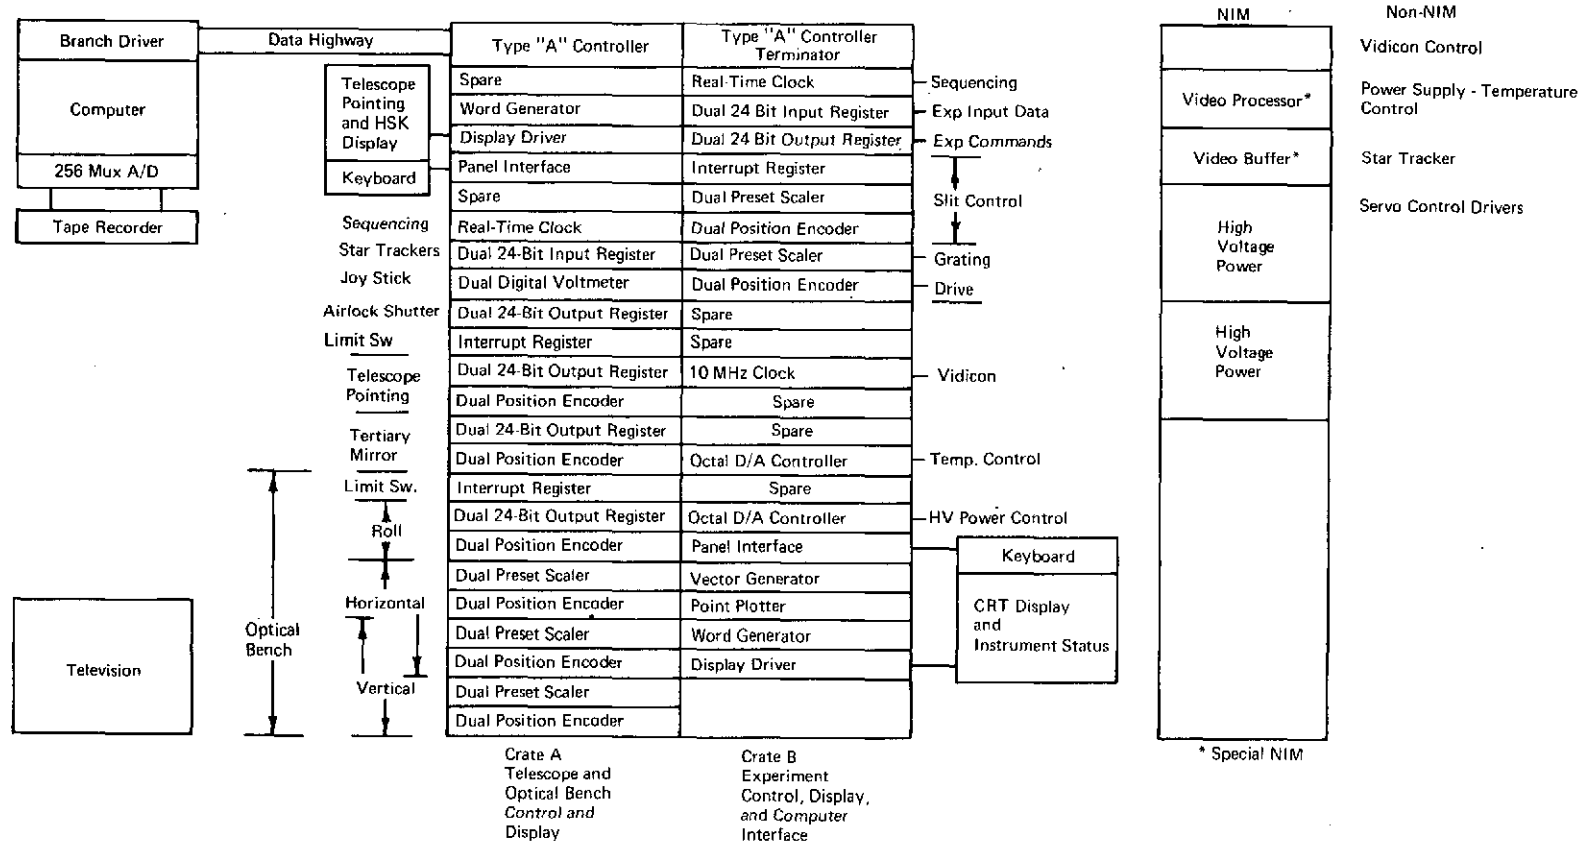 Branch Driver
Data Highway
Computer
256 Mux A/D
Tape Recorder
Television
Telescope
Pointing
and HSK
Display
Keyboard
Sequencing
Star Trackers
Joy Stick
Airlock Shutter
Limit Sw
Telescope
Pointing
Tertiary
Mirror
Limit Sw.
Roll
Horizontal
Optical
Bench
Vertical
Type "A" Controller
Spare
Word Generator
Display Driver
Panel Interface
Spare
Real-Time Clock
Dual 24-Bit Input Register
Dual Digital Voltmeter
Dual 24-Bit Output Register
Interrupt Register
Dual 24-Bit Output Register
Dual Position Encoder
Dual 24-Bit Output Register
Dual Position Encoder
Interrupt Register
Dual 24-Bit Output Register
Dual Position Encoder
Dual Preset Scaler
Dual Position Encoder
Dual Preset Scaler
Dual Position Encoder
Dual Preset Scaler
Dual Position Encoder
Crate A
Telescope and
Optical Bench
Control and
Display
Type "A" Controller
Terminator
Real-Time Clock
Dual 24 Bit Input Register
Dual 24 Bit Output Register
Interrupt Register
Dual Preset Scaler
Dual Position Encoder
Dual Preset Scaler
Dual Position Encoder
Spare
Spare
10 MHz Clock
Spare
Spare
Octal D/A Controller
Spare
Octal D/A Controller
Panel Interface
Vector Generator
Point Plotter
Word Generator
Display Driver
Crate B
Experiment
Control, Display,
and Computer
Interface
Sequencing
Exp Input Data
Exp Commands
Slit Control
Grating
Drive
Vidicon
Temp. Control
HV Power Control
Keyboard
CRT Display
and
Instrument Status
NIM
Video Processor*
Video Buffer*
High
Voltage
Power
High
Voltage
Power
* Special NIM
Non-NIM
Vidicon Control
Power Supply - Temperature
Control
Star Tracker
Servo Control Drivers